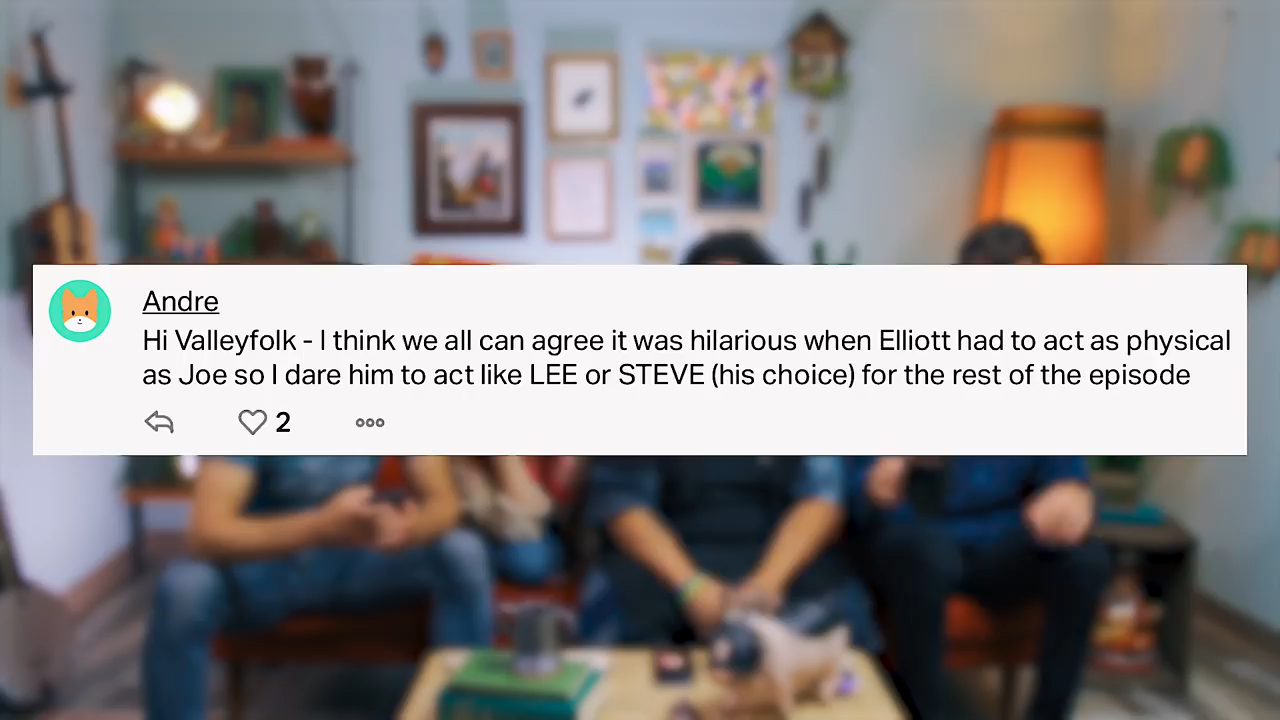 Andre
Hi Valleyfolk - I think we all can agree it was hilarious when Elliott had to act as physical
as Joe so I dare him to act like LEE or STEVE (his choice) for the rest of the episode
2